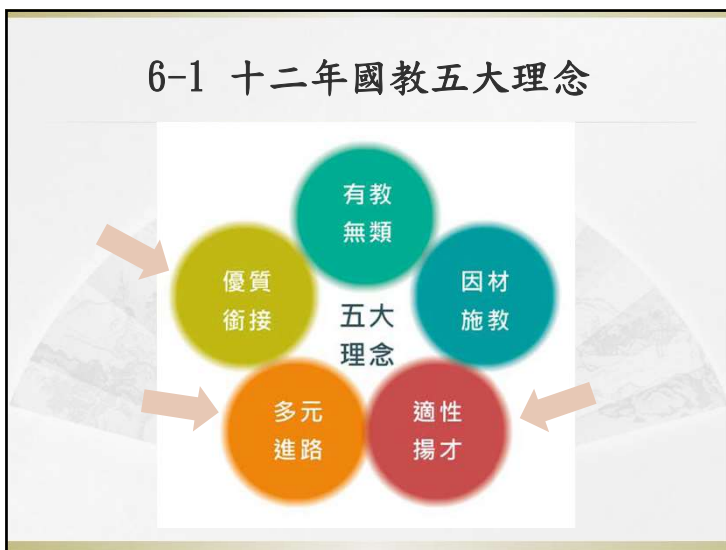 6-1 十二年國教五大理念
有教
無類
優質
銜接
因材
施教
五大
理念
多元
進路
適性
揚才